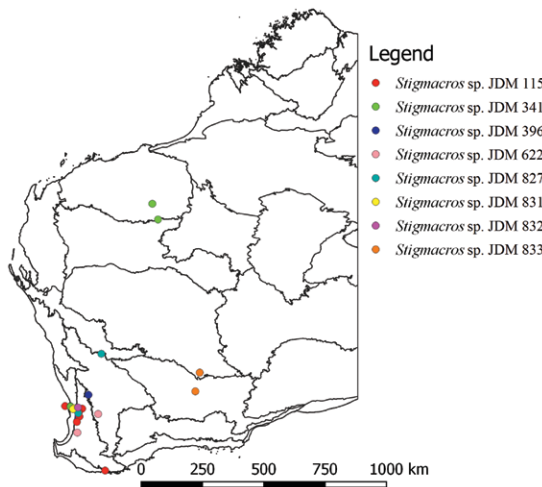 Legend
Stigmacros sp. JDM 115
Stigmacros sp. JDM 341
Stigmacros sp. JDM 396
Stigmacros sp. JDM 622
Stigmacros sp. JDM 827
Stigmacros sp. JDM 831
Stigmacros sp. JDM 832
Stigmacros sp. JDM 833
0 250 500 750 1000 km